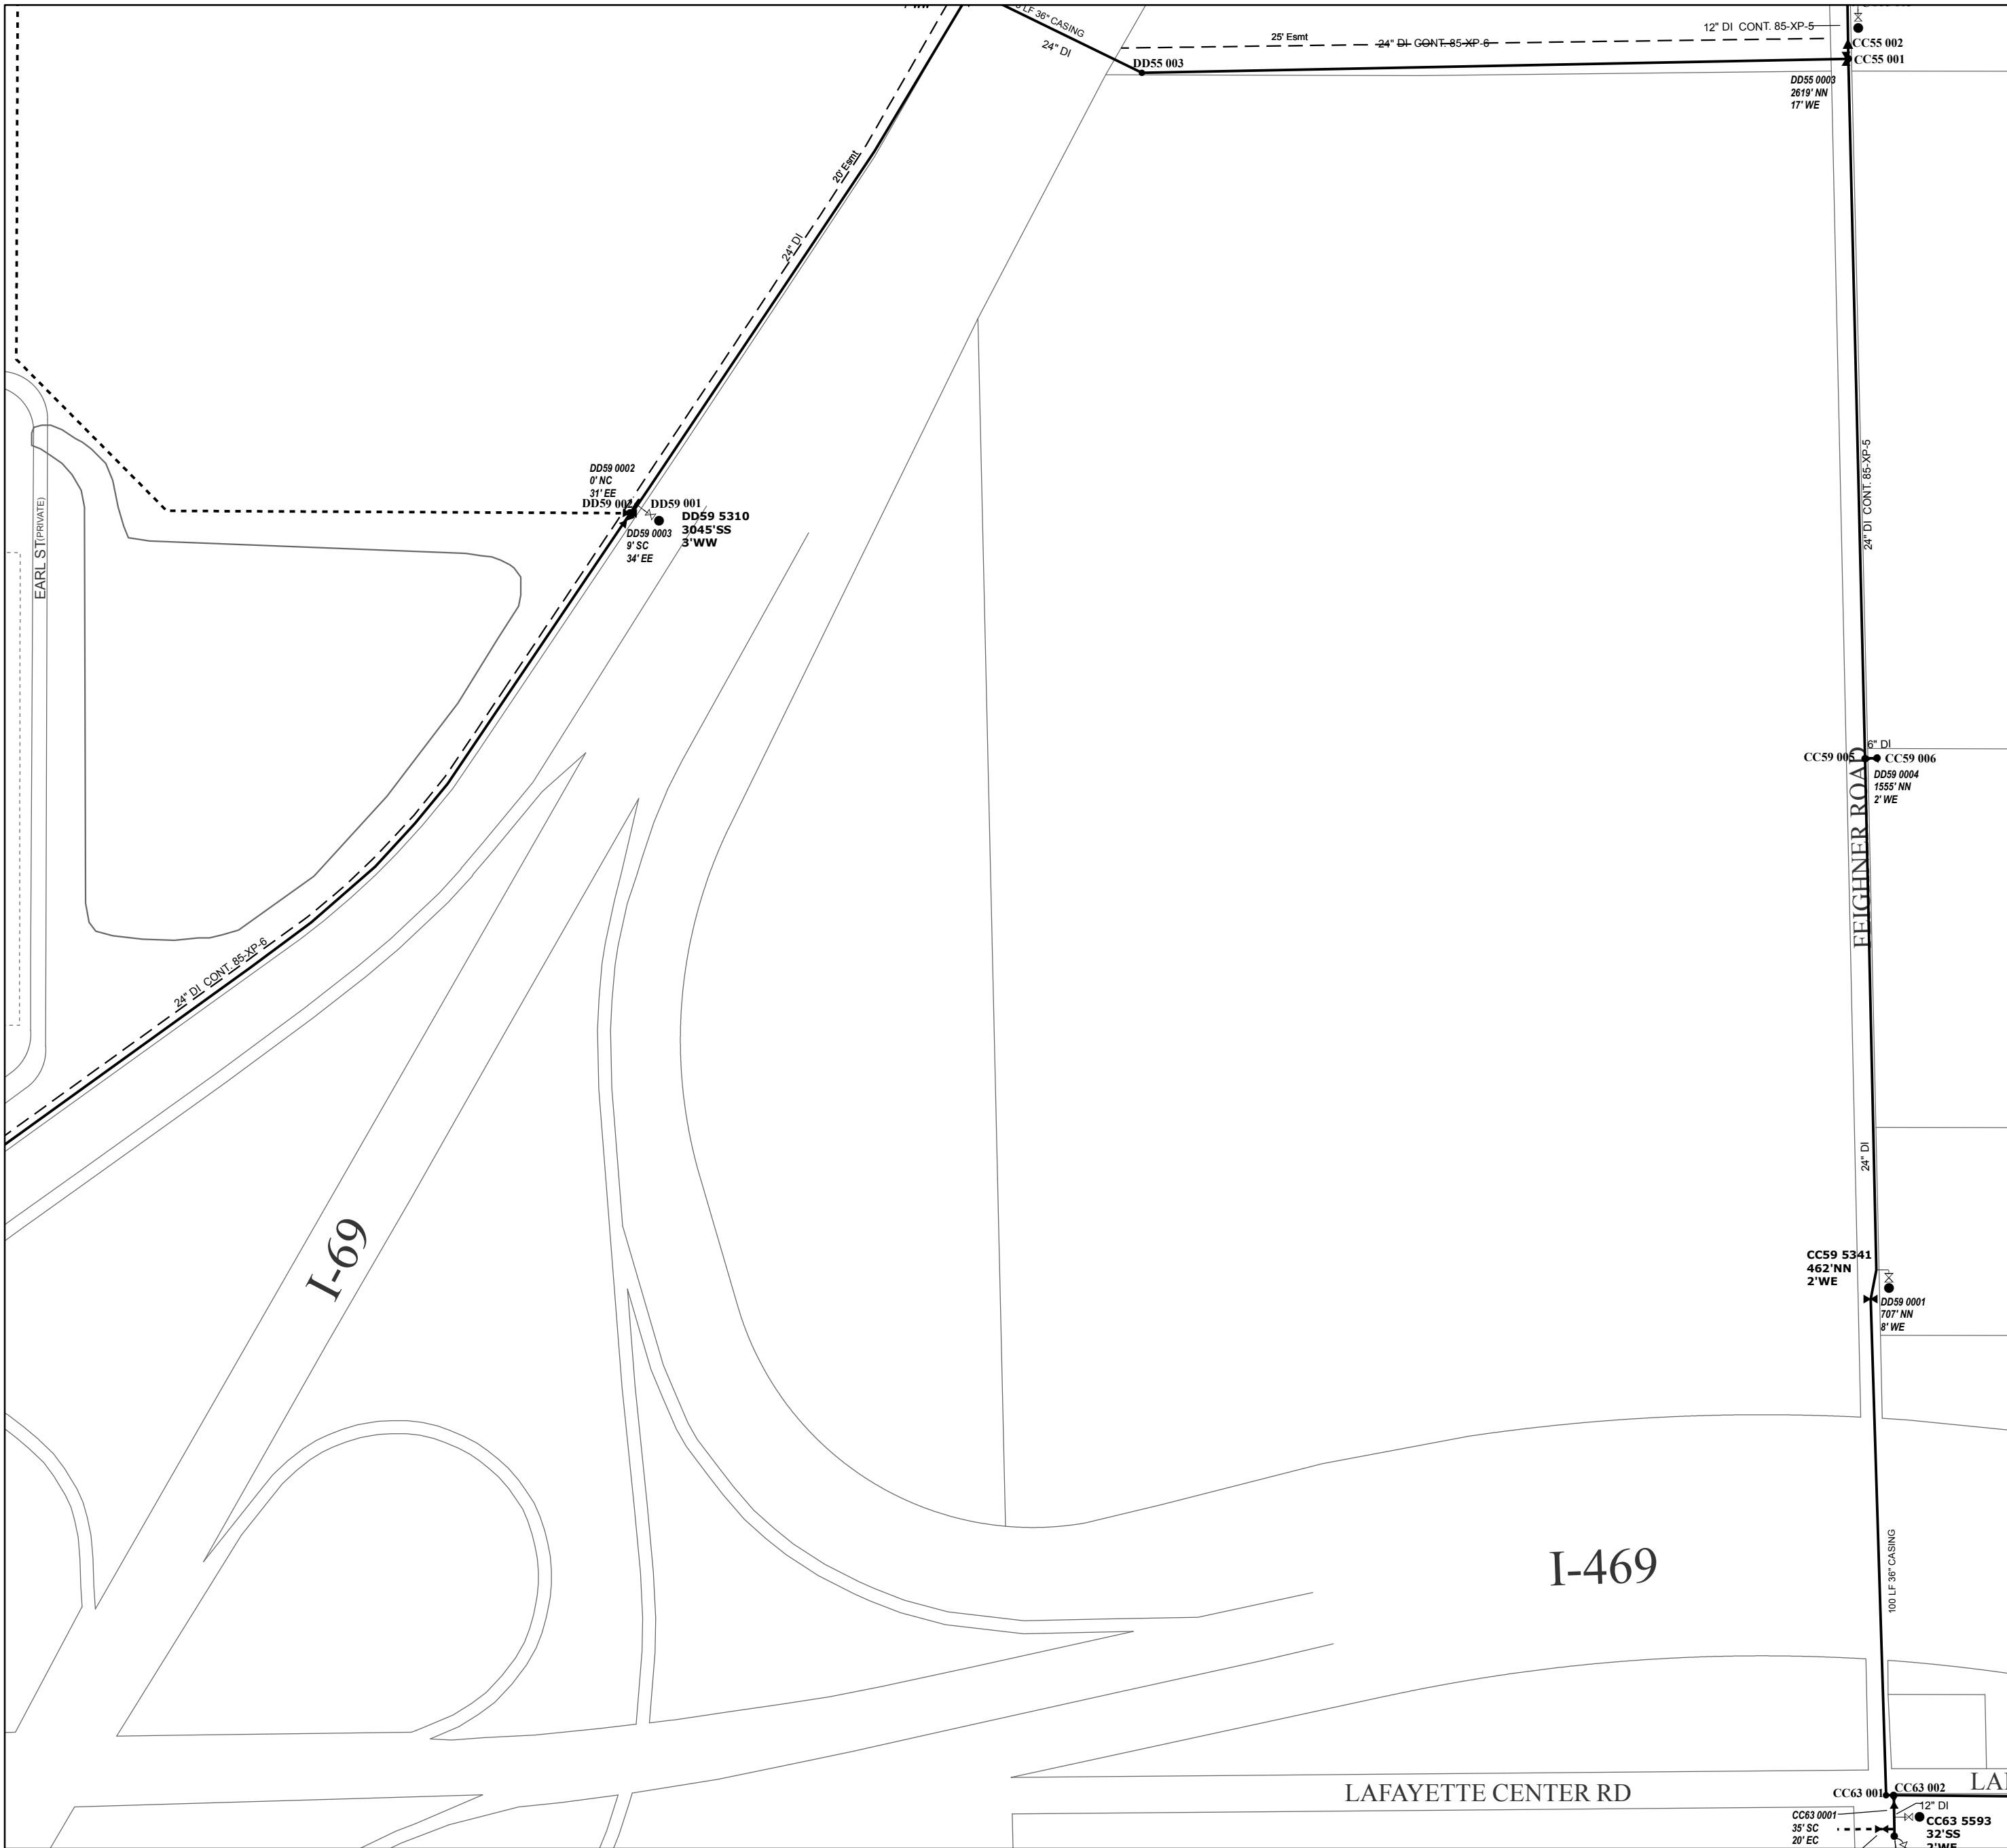 LF 36" CASING
24" DI
25' Esmt
24" DI CONT. 85-XP-6
12" DI CONT. 85-XP-5
CC55 002
CC55 001
DD55 003
DD55 0003
2619' NN
17' WE
20' Esmt
24" DI
24" DI CONT. 85-XP-5
DD59 0002
0' NC
31' EE
DD59 002
DD59 001
DD59 5310
3045'SS
3'WW
DD59 0003
9' SC
34' EE
EARL ST(PRIVATE)
6" DI
CC59 005
CC59 006
DD59 0004
1555' NN
2' WE
FEIGHNER ROAD
24" DI CONT. 85-XP-6
24" DI
I-69
CC59 5341
462'NN
2'WE
DD59 0001
707' NN
8' WE
100 LF 36" CASING
I-469
LAFAYETTE CENTER RD
CC63 001
CC63 002
12" DI
CC63 0001
35' SC
20' EC
CC63 5593
32'SS
2'WE